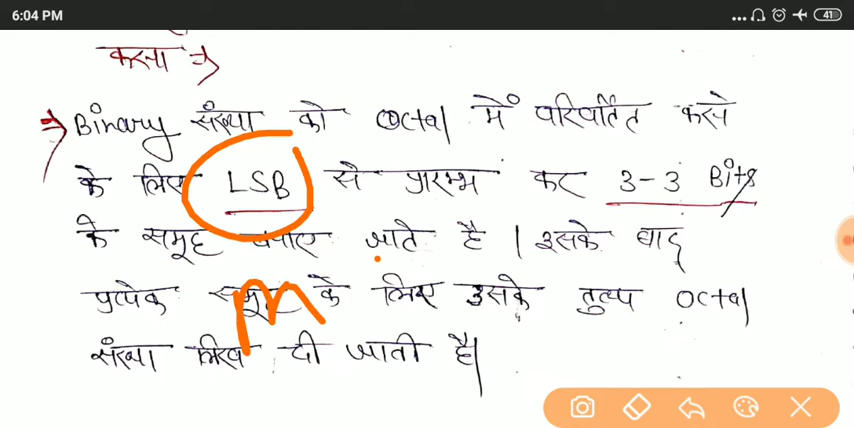 6:04 PM 41
करना ⇒
⇒ Binary संख्या को Octal में परिवर्तित करने
के लिए LSB से प्रारम्भ कर 3-3 Bits
के समूह बनाए जाते है। उसके बाद
प्रत्येक समूह के लिए उसके तुल्य Octal
संख्या लिख दी जाती है।
m